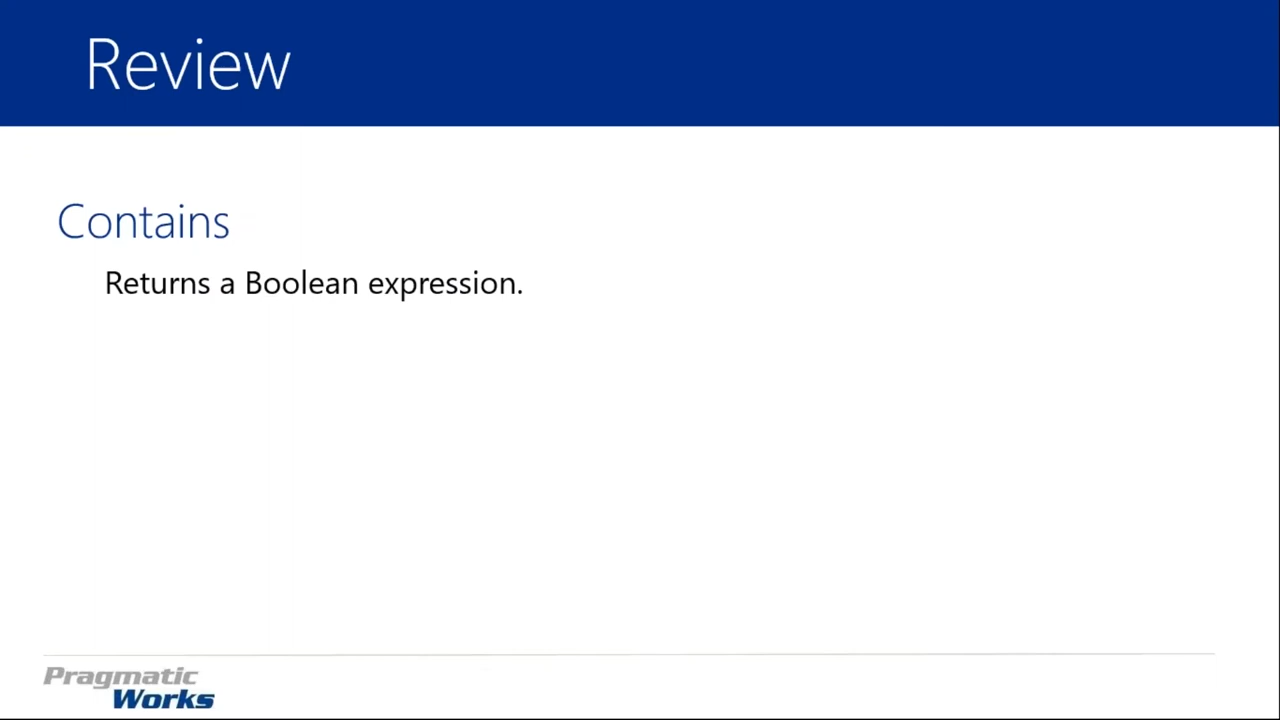 Review
Contains
Returns a Boolean expression.
Pragmatic
Works